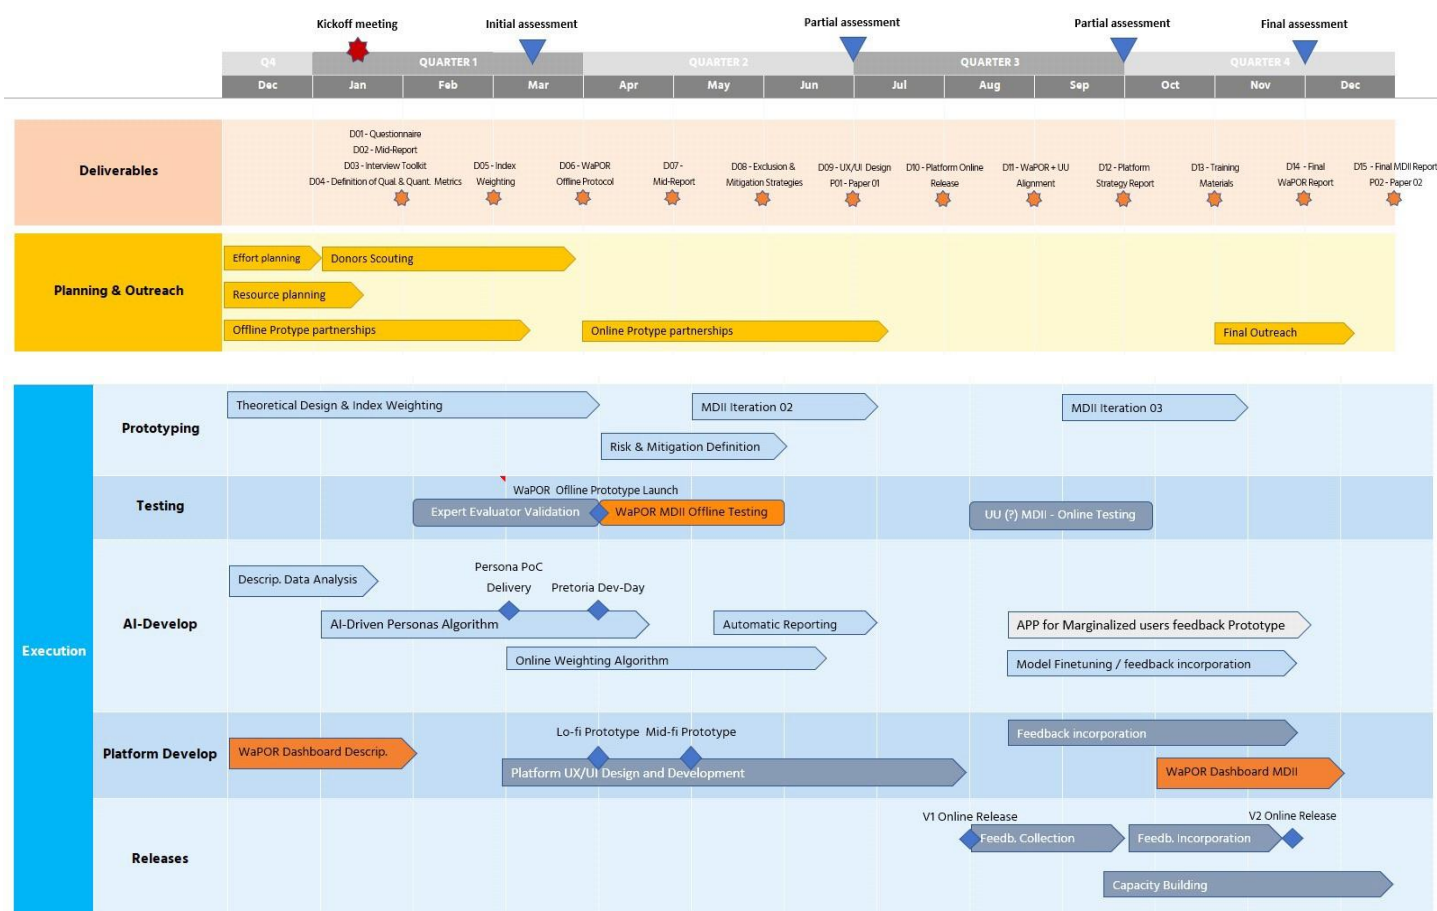 Kickoff meeting
Initial assessment
Partial assessment
Partial assessment
Final assessment
Q4
QUARTER 1
QUARTER 2
QUARTER 3
QUARTER 4
Dec
Jan
Feb
Mar
Apr
May
Jun
Jul
Aug
Sep
Oct
Nov
Dec
Deliverables
D01 - Questionnaire
D02 - Mid-Report
D03 - Interview Toolkit
D04 - Definition of Qual & Quant. Metrics
D05 - Index
Weighting
D06 - WaPOR
Offline Protocol
D07 -
Mid-Report
D08 - Exclusion &
Mitigation Strategies
D09 - UX/UI Design
P01 - Paper 01
D10 - Platform Online
Release
D11 - WaPOR + UU
Alignment
D12 - Platform
Strategy Report
D13 - Training
Materials
D14 - Final
WaPOR Report
D15 - Final MDII Report
P02 - Paper 02
Planning & Outreach
Effort planning
Donors Scouting
Resource planning
Offline Protype partnerships
Online Protype partnerships
Final Outreach
Execution
Prototyping
Theoretical Design & Index Weighting
MDII Iteration 02
MDII Iteration 03
Risk & Mitigation Definition
Testing
WaPOR Oflline Prototype Launch
Expert Evaluator Validation
WaPOR MDII Offline Testing
UU (?) MDII - Online Testing
AI-Develop
Descrip. Data Analysis
Persona PoC
Delivery
Pretoria Dev-Day
AI-Driven Personas Algorithm
Automatic Reporting
APP for Marginalized users feedback Prototype
Online Weighting Algorithm
Model Finetuning / feedback incorporation
Platform Develop
WaPOR Dashboard Descrip.
Lo-fi Prototype
Mid-fi Prototype
Platform UX/UI Design and Development
Feedback incorporation
WaPOR Dashboard MDII
Releases
V1 Online Release
V2 Online Release
Feedb. Collection
Feedb. Incorporation
Capacity Building